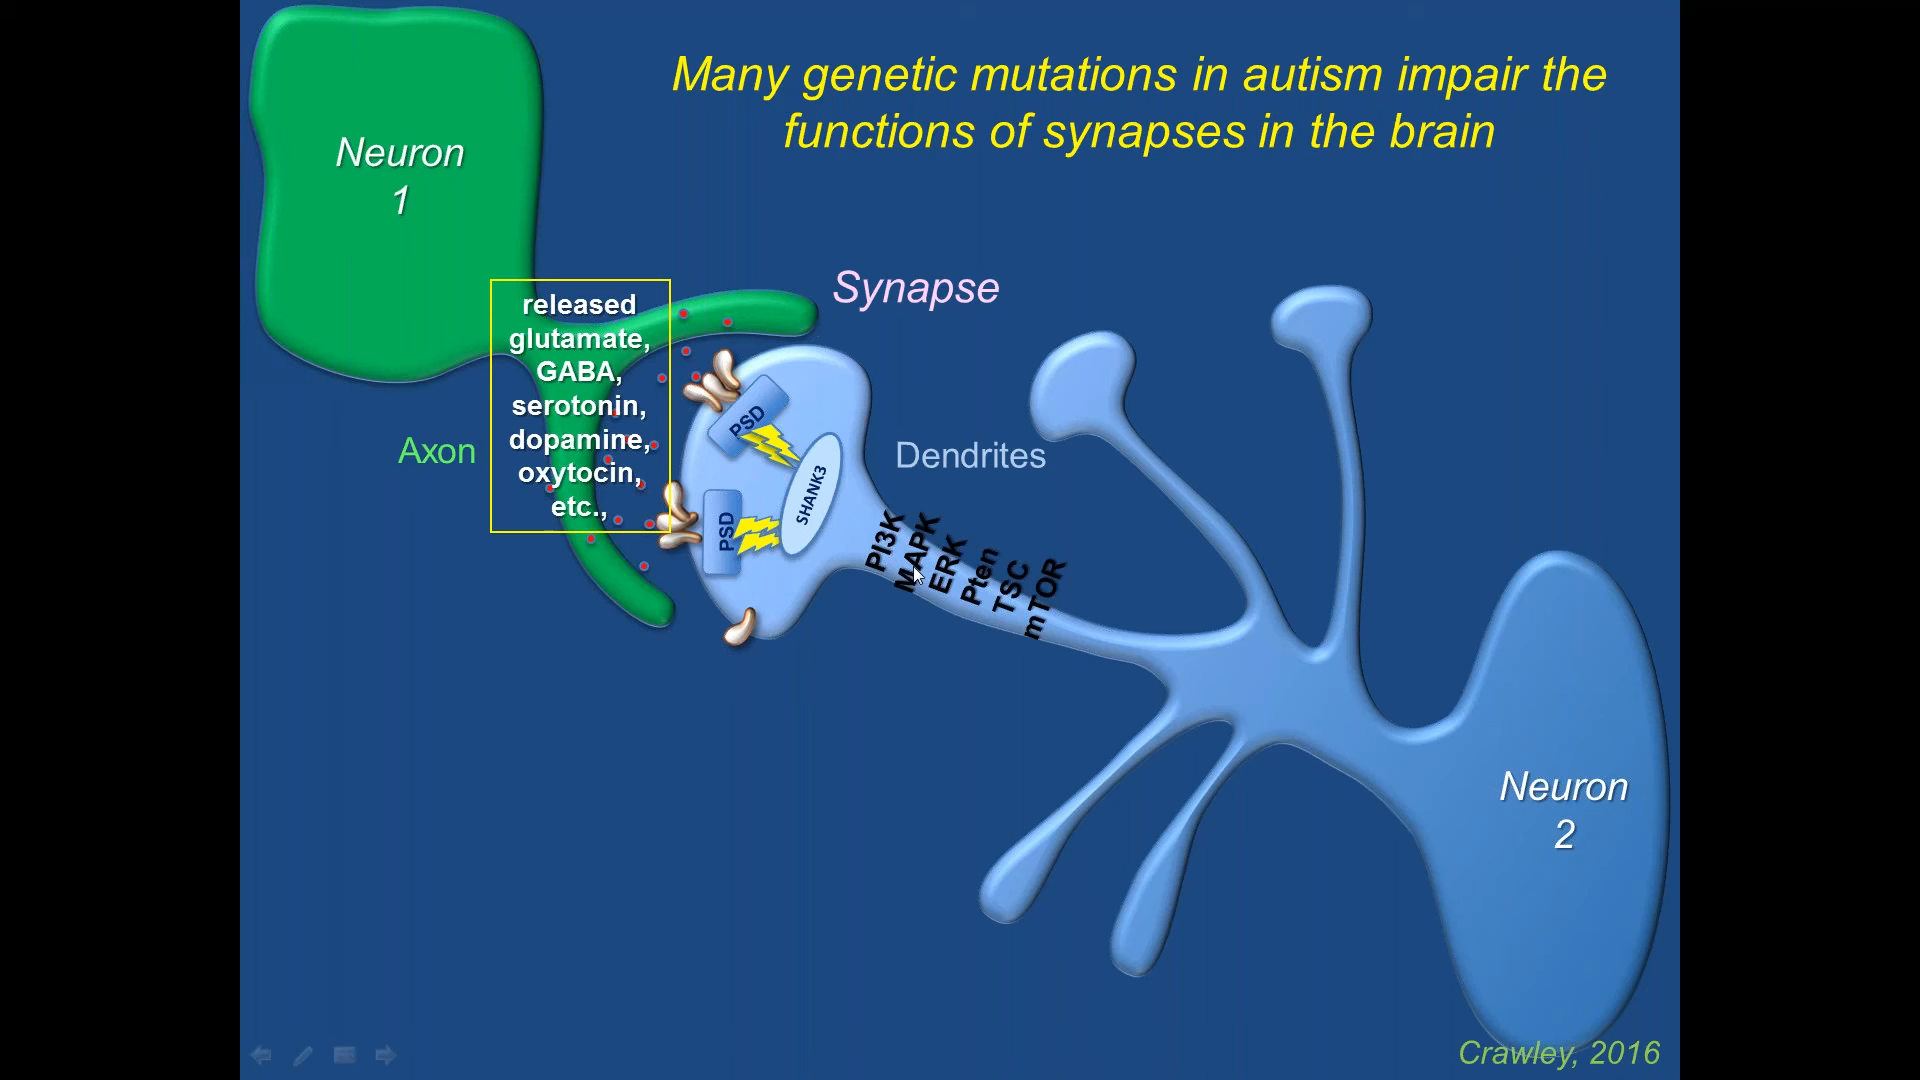 Many genetic mutations in autism impair the
functions of synapses in the brain
Neuron
1
Synapse
released
glutamate,
GABA,
serotonin,
dopamine,
oxytocin,
etc.,
Axon
PSD
PSD
SHANK3
Dendrites
PI3K
MAPK
ERK
Pten
TSC
mTOR
Neuron
2
Crawley, 2016